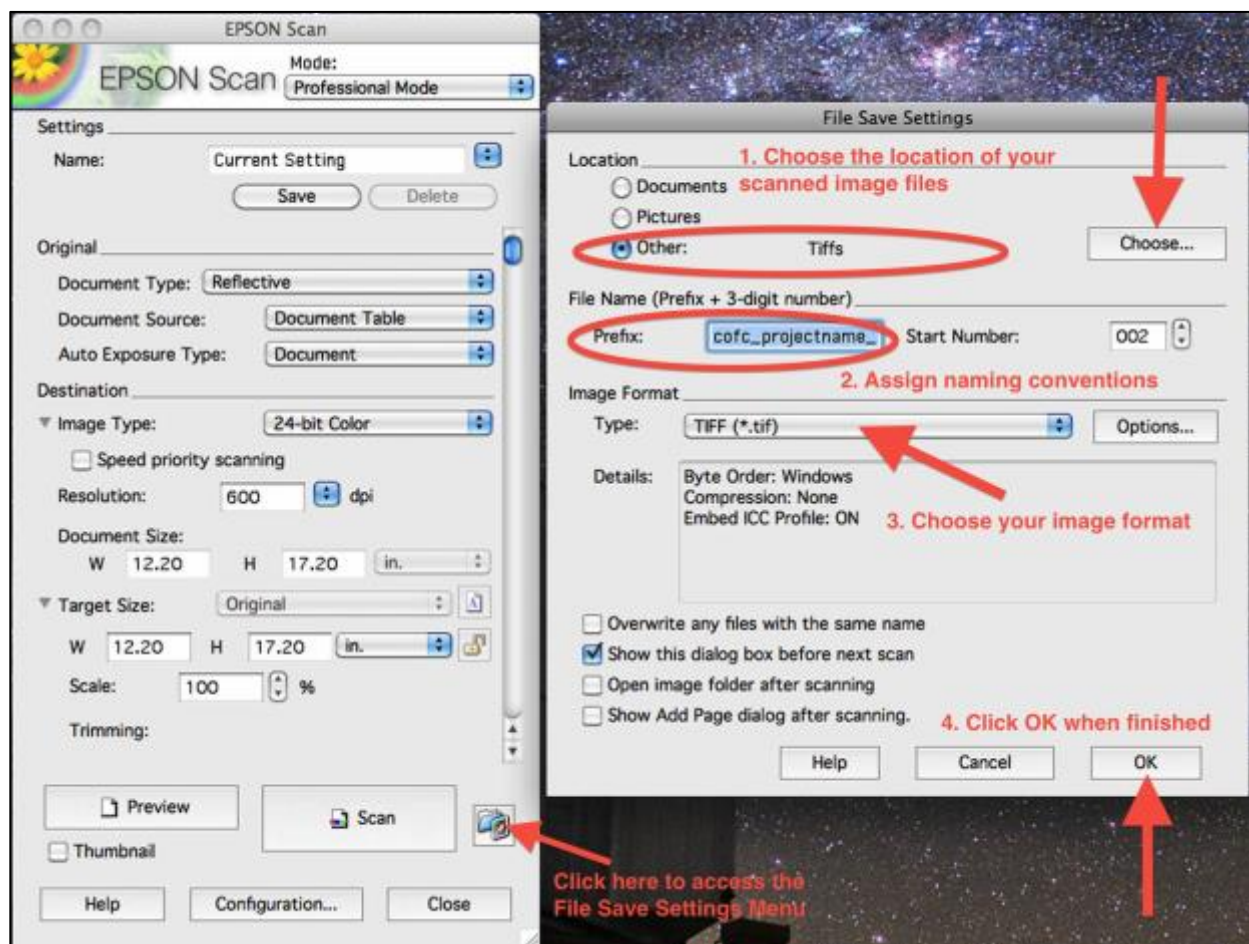 EPSON Scan
EPSON Scan
Mode:
Professional Mode
Settings
Name: Current Setting
Save Delete
Original
Document Type: Reflective
Document Source: Document Table
Auto Exposure Type: Document
Destination
Image Type: 24-bit Color
Speed priority scanning
Resolution: 600 dpi
Document Size:
W 12.20 H 17.20 in.
Target Size: Original
W 12.20 H 17.20 in.
Scale: 100 %
Trimming:
Preview
Scan
Thumbnail
Help Configuration... Close
Click here to access the
File Save Settings Menu
File Save Settings
Location
1. Choose the location of your
scanned image files
Documents
Pictures
Other: Tiffs
Choose...
File Name (Prefix + 3-digit number)
Prefix: cofc_projectname_ Start Number: 002
2. Assign naming conventions
Image Format
Type: TIFF (*.tif) Options...
Details: Byte Order: Windows
Compression: None
Embed ICC Profile: ON
3. Choose your image format
Overwrite any files with the same name
Show this dialog box before next scan
Open image folder after scanning
Show Add Page dialog after scanning.
4. Click OK when finished
Help Cancel OK